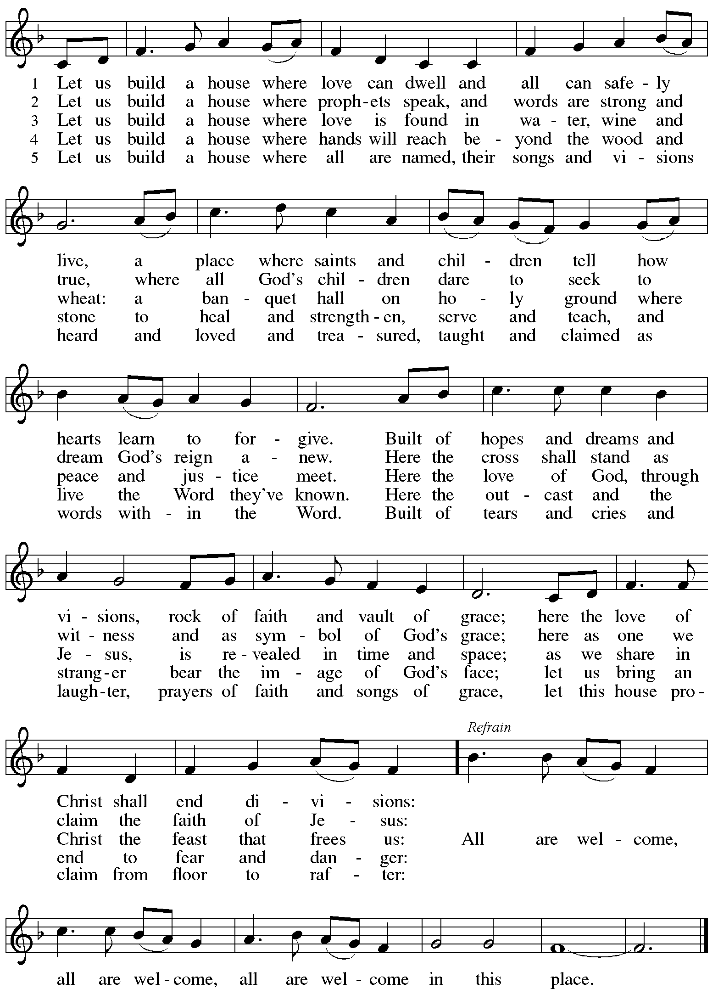 1 Let us build a house where love can dwell and all can safe - ly
2 Let us build a house where proph - ets speak, and words are strong and
3 Let us build a house where love is found in wa - ter, wine and
4 Let us build a house where hands will reach be - yond the wood and
5 Let us build a house where all are named, their songs and vi - sions
live, a place where saints and chil - dren tell how
true, where all God's chil - dren dare to seek to
wheat: a ban - quet hall on ho - ly ground where
stone to heal and strength - en, serve and teach, and
heard and loved and trea - sured, taught and claimed as
hearts learn to for - give. Built of hopes and dreams and
dream God's reign a - new. Here the cross shall stand as
peace and jus - tice meet. Here the love of God, through
live the Word they've known. Here the out - cast and the
words with - in the Word. Built of tears and cries and
vi - sions, rock of faith and vault of grace; here the love of
wit - ness and as sym - bol of God's grace; here as one we
Je - sus, is re - vealed in time and space; as we share in
strang - er bear the im - age of God's face; let us bring an
laugh - ter, prayers of faith and songs of grace, let this house pro -
Refrain
Christ shall end di - vi - sions:
claim the faith of Je - sus:
Christ the feast that frees us: All are wel - come,
end to fear and dan - ger:
claim from floor to raf - ter:
all are wel - come, all are wel - come in this place.